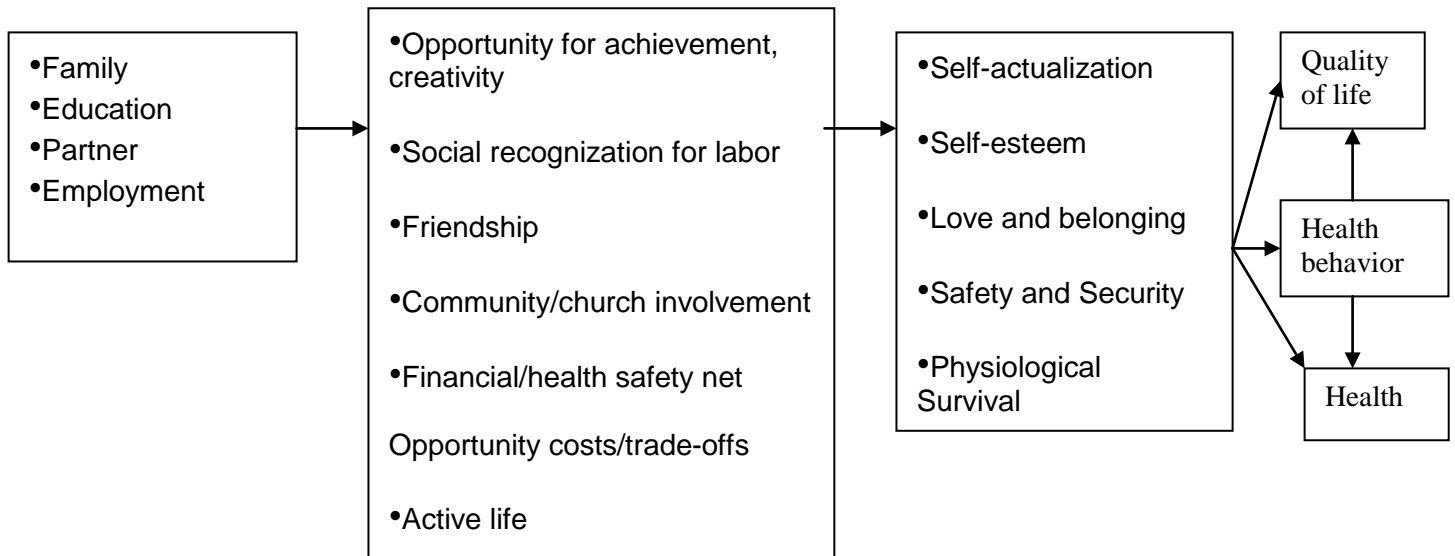 •Family
•Education
•Partner
•Employment
•Opportunity for achievement,
creativity
•Social recognization for labor
•Friendship
•Community/church involvement
•Financial/health safety net
Opportunity costs/trade-offs
•Active life
•Self-actualization
•Self-esteem
•Love and belonging
•Safety and Security
•Physiological
Survival
Quality
of life
Health
behavior
Health